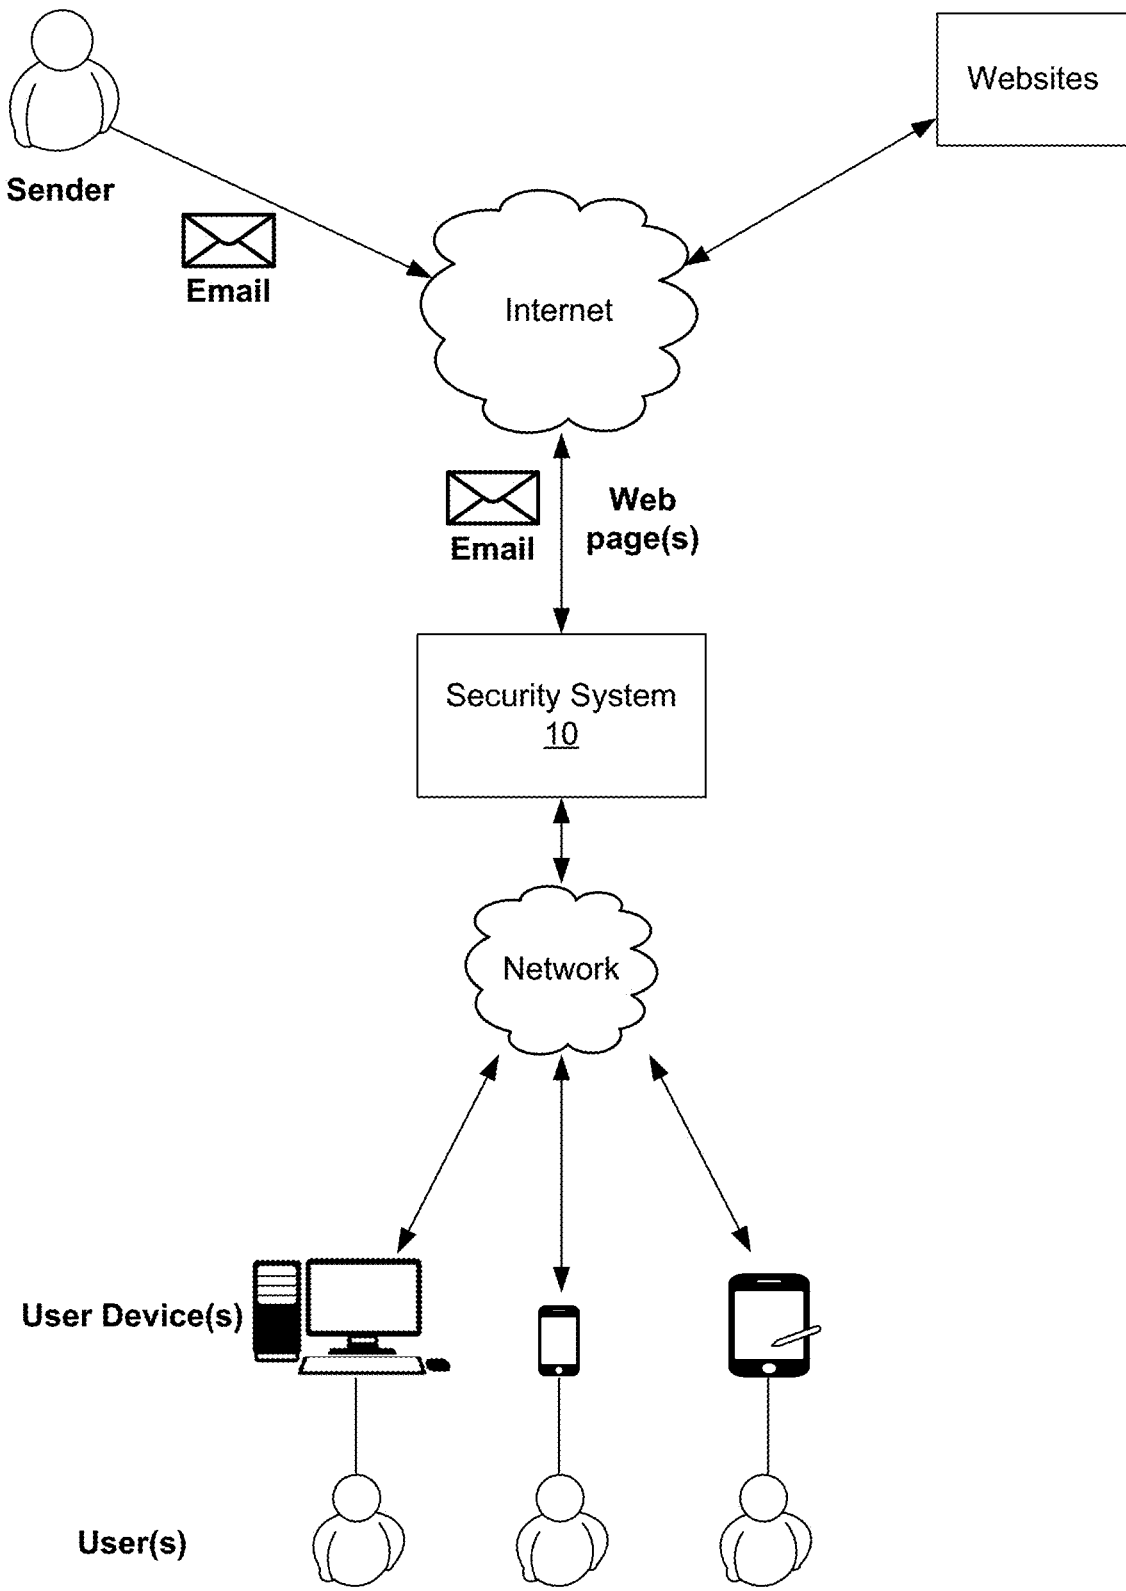 Websites
Sender
Email
Internet
Email
Web
page(s)
Security System
10
Network
User Device(s)
User(s)